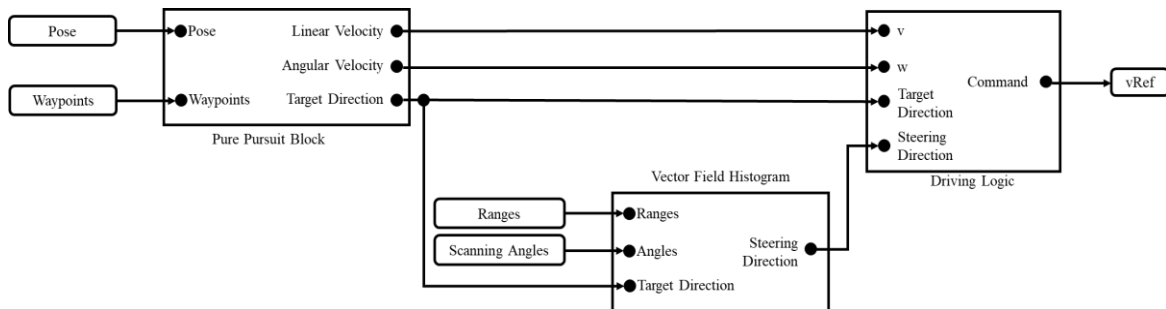 Pose
Pose
Linear Velocity
v
Angular Velocity
w
Command
vRef
Waypoints
Waypoints
Target Direction
Target
Direction
Pure Pursuit Block
Steering
Direction
Vector Field Histogram
Driving Logic
Ranges
Ranges
Scanning Angles
Angles
Steering
Direction
Target Direction